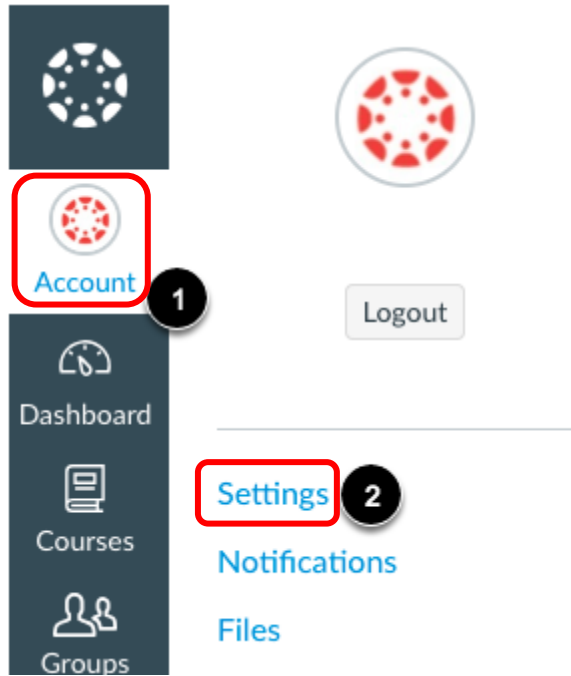 Account
1
Dashboard
Courses
Groups
Logout
Settings
2
Notifications
Files